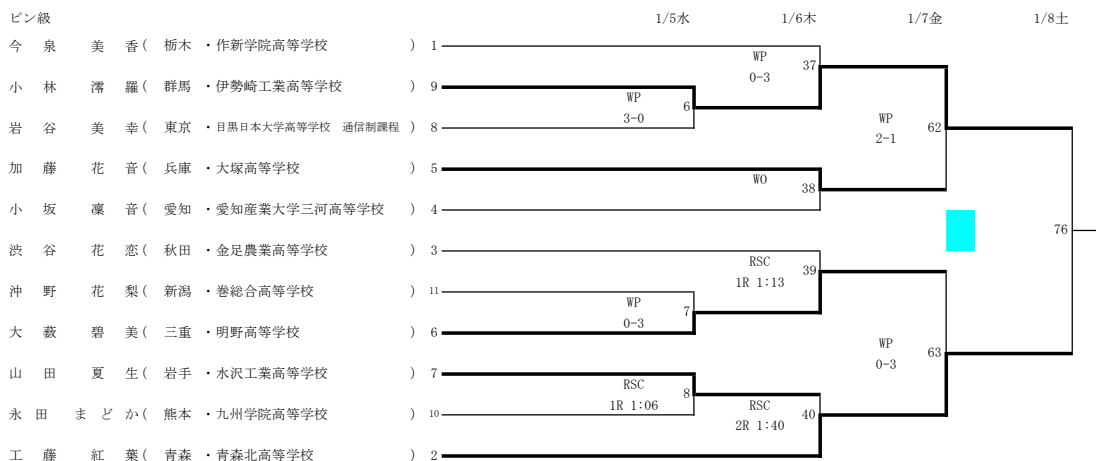 ピン級 1/5水 1/6木 1/7金 1/8土
今泉 美香( 栃木 ・作新学院高等学校 ) 1
WP 37
0-3
小林 澪羅( 群馬 ・伊勢崎工業高等学校 ) 9
WP 6
3-0
岩谷 美幸( 東京 ・目黒日本大学高等学校 通信制課程 ) 8
WP 62
2-1
加藤 花音( 兵庫 ・大塚高等学校 ) 5
WO 38
小坂 凜音( 愛知 ・愛知産業大学三河高等学校 ) 4
76
渋谷 花恋( 秋田 ・金足農業高等学校 ) 3
RSC 39
1R 1:13
沖野 花梨( 新潟 ・巻総合高等学校 ) 11
WP 7
0-3
大薮 碧美( 三重 ・明野高等学校 ) 6
WP 63
0-3
山田 夏生( 岩手 ・水沢工業高等学校 ) 7
RSC 8
1R 1:06
永田 まどか( 熊本 ・九州学院高等学校 ) 10
RSC 40
2R 1:40
工藤 紅葉( 青森 ・青森北高等学校 ) 2